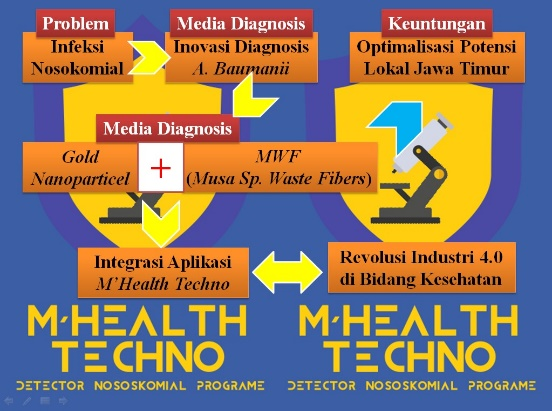 Problem
Infeksi
Nosokomial
Media Diagnosis
Inovasi Diagnosis
A. Baumanii
Keuntungan
Optimalisasi Potensi
Lokal Jawa Timur
Media Diagnosis
Gold
Nanoparticel
+
MWF
(Musa Sp. Waste Fibers)
Integrasi Aplikasi
M'Health Techno
Revolusi Industri 4.0
di Bidang Kesehatan
M'HEALTH
TECHNO
DETECTOR NOSOSKOMIAL PROGRAME
M'HEALTH
TECHNO
DETECTOR NOSOSKOMIAL PROGRAME